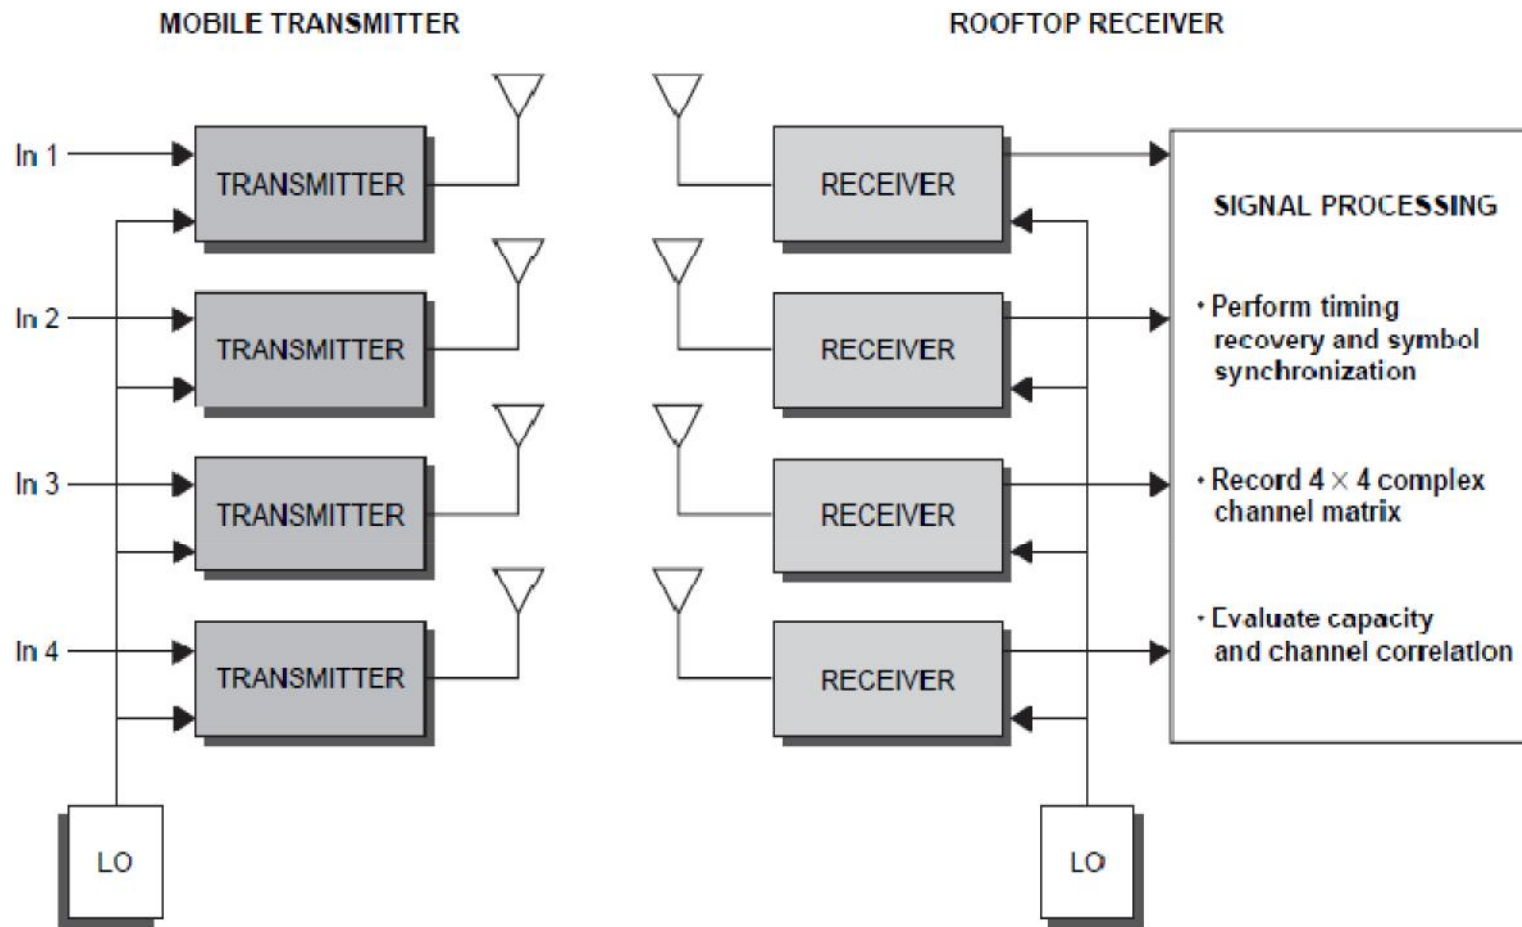 MOBILE TRANSMITTER
ROOFTOP RECEIVER
In 1
TRANSMITTER
RECEIVER
In 2
TRANSMITTER
RECEIVER
In 3
TRANSMITTER
RECEIVER
In 4
TRANSMITTER
RECEIVER
LO
LO
SIGNAL PROCESSING
• Perform timing
recovery and symbol
synchronization
• Record 4 × 4 complex
channel matrix
• Evaluate capacity
and channel correlation